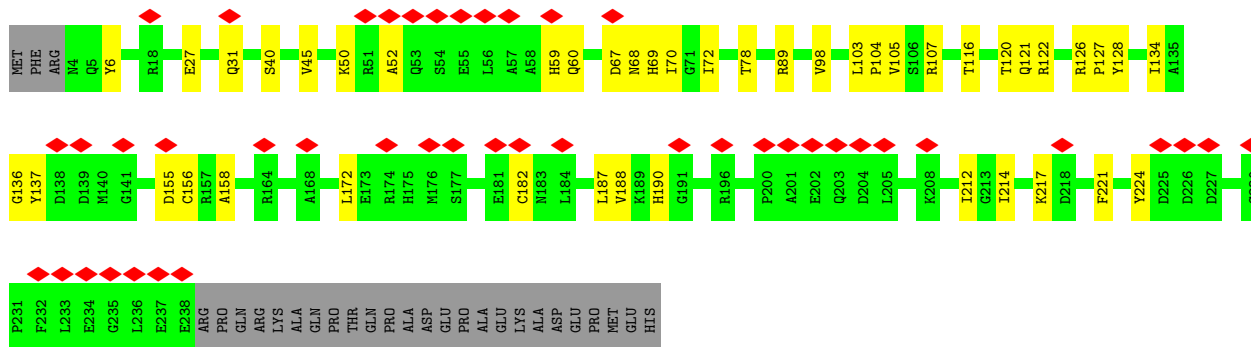 MET PHE ARG N4 Q5 Y6 R18 E27 Q31 S40 V45 K50 R51 A52 Q53 S54 E55 L56 A57 A58 H59 Q60 D67 N68 H69 I70 G71 I72 T78 R89 V98 L103 P104 V105 S106 R107 T116 T120 Q121 R122 R126 P127 Y128 I134 A135
G136 Y137 D138 D139 M140 G141 D155 C156 R157 A158 R164 A168 L172 E173 R174 H175 M176 S177 E181 C182 N183 L184 L187 V188 K189 H190 G191 R196 P200 A201 E202 Q203 D204 L205 K208 I212 G213 I214 K217 D218 F221 Y224 D225 D226 D227
P231 F232 L233 E234 G235 L236 E237 E238 ARG PRO GLN ARG LYS ALA GLN PRO THR GLN PRO ALA ASP GLU PRO ALA GLU LYS ALA ASP GLU PRO MET GLU HIS